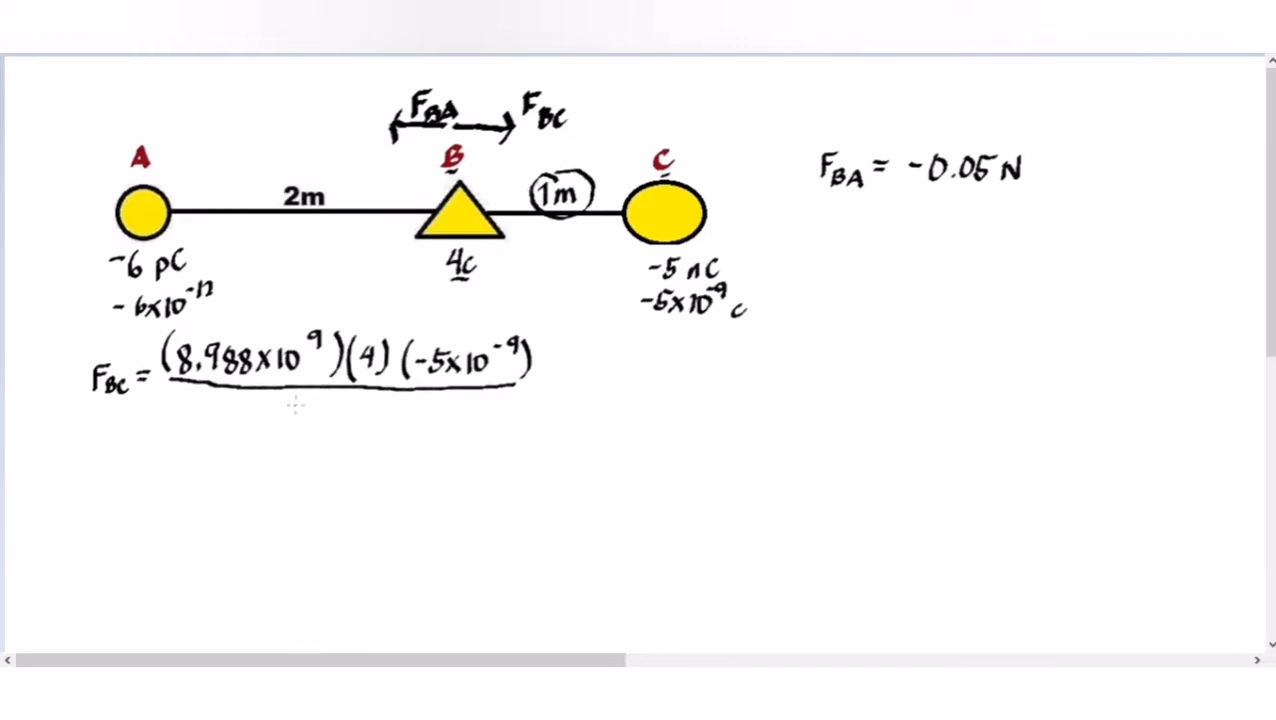 F_BA F_BC
A B C
2m 1m
F_BA = -0.05 N
-6 pC 4c -5 nC
-6x10^-12 -5x10^-9 c
F_BC = (8.988x10^9)(4)(-5x10^-9)